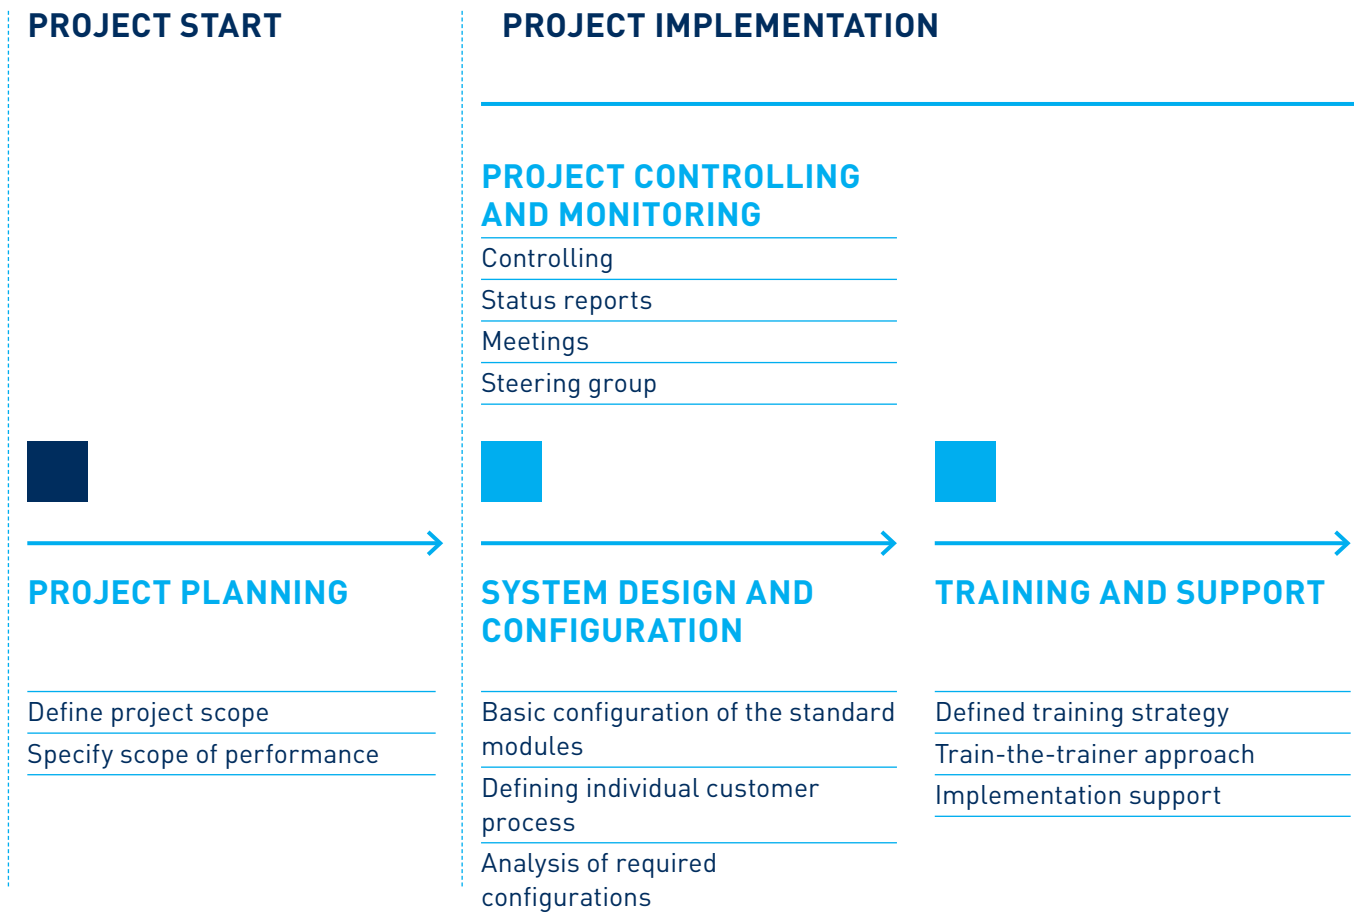 PROJECT START
PROJECT IMPLEMENTATION
PROJECT CONTROLLING
AND MONITORING
Controlling
Status reports
Meetings
Steering group
PROJECT PLANNING
Define project scope
Specify scope of performance
SYSTEM DESIGN AND
CONFIGURATION
Basic configuration of the standard
modules
Defining individual customer
process
Analysis of required
configurations
TRAINING AND SUPPORT
Defined training strategy
Train-the-trainer approach
Implementation support